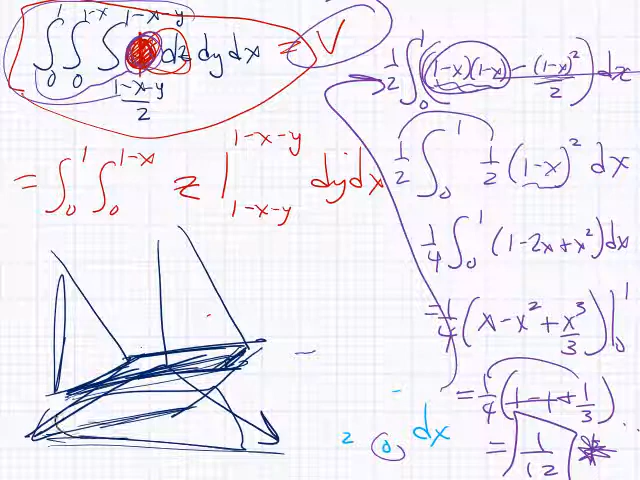 ∫₀¹ ∫₀^{1-x} ∫_{(1-x-y)/2}^{1-x-y} dz dy dx = V
= ∫₀¹ ∫₀^{1-x} z |_{1-x-y}^{1-x-y} dy dx
1/2 ∫₀¹ ((1-x)(1-x) - (1-x)²/2) dx
1/2 ∫₀¹ 1/2 (1-x)² dx
1/4 ∫₀¹ (1-2x+x²) dx
= 1/4 (x - x² + x³/3) |₀¹
= 1/4 (1 - 1 + 1/3)
= 1/12 *
2 0 dx